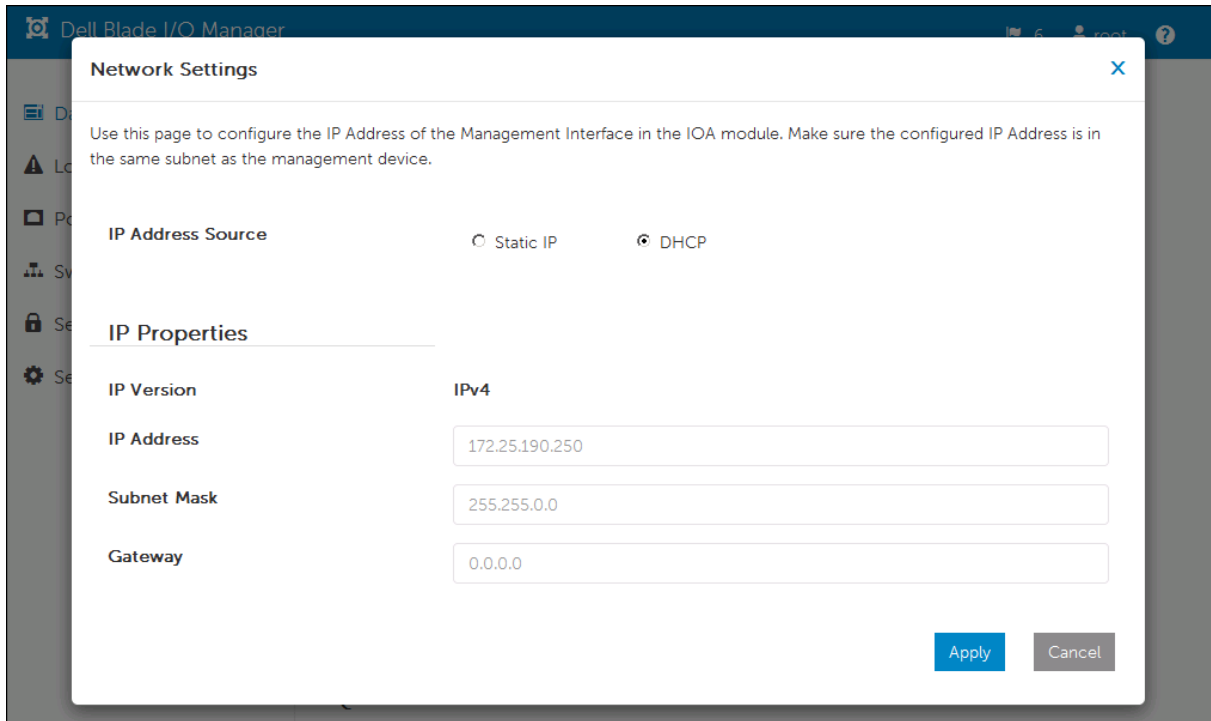 Dell Blade I/O Manager
6 root
Network Settings
X
Use this page to configure the IP Address of the Management Interface in the IOA module. Make sure the configured IP Address is in
the same subnet as the management device.
IP Address Source
Static IP
DHCP
IP Properties
IP Version
IPv4
IP Address
172.25.190.250
Subnet Mask
255.255.0.0
Gateway
0.0.0.0
Apply
Cancel